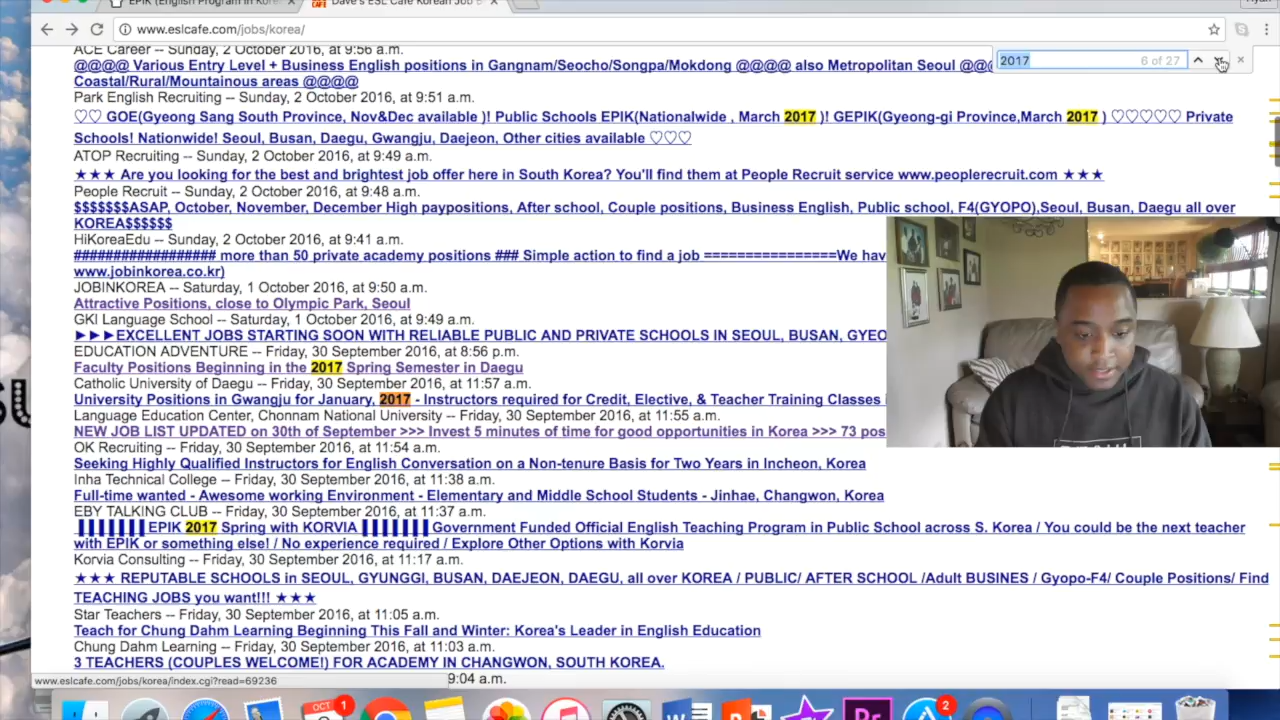 EPIK (English Program in Korea
Dave's ESL Cafe Korean Job B
www.eslcafe.com/jobs/korea/
2017 6 of 27
ACE Career -- Sunday, 2 October 2016, at 9:56 a.m.
@@@@ Various Entry Level + Business English positions in Gangnam/Seocho/Songpa/Mokdong @@@@ also Metropolitan Seoul @@@
Coastal/Rural/Mountainous areas @@@@
Park English Recruiting -- Sunday, 2 October 2016, at 9:51 a.m.
♡♡ GOE(Gyeong Sang South Province, Nov&Dec available )! Public Schools EPIK(Nationalwide , March 2017 )! GEPIK(Gyeong-gi Province,March 2017 ) ♡♡♡♡♡ Private
Schools! Nationwide! Seoul, Busan, Daegu, Gwangju, Daejeon, Other cities available ♡♡♡
ATOP Recruiting -- Sunday, 2 October 2016, at 9:49 a.m.
★★★ Are you looking for the best and brightest job offer here in South Korea? You'll find them at People Recruit service www.peoplerecruit.com ★★★
People Recruit -- Sunday, 2 October 2016, at 9:48 a.m.
$$$$$$$ASAP, October, November, December High paypositions, After school, Couple positions, Business English, Public school, F4(GYOPO),Seoul, Busan, Daegu all over
KOREA$$$$$$
HiKoreaEdu -- Sunday, 2 October 2016, at 9:41 a.m.
################## more than 50 private academy positions ### Simple action to find a job ================We hav
www.jobinkorea.co.kr)
JOBINKOREA -- Saturday, 1 October 2016, at 9:50 a.m.
Attractive Positions, close to Olympic Park, Seoul
GKI Language School -- Saturday, 1 October 2016, at 9:49 a.m.
►►►EXCELLENT JOBS STARTING SOON WITH RELIABLE PUBLIC AND PRIVATE SCHOOLS IN SEOUL, BUSAN, GYEO
EDUCATION ADVENTURE -- Friday, 30 September 2016, at 8:56 p.m.
Faculty Positions Beginning in the 2017 Spring Semester in Daegu
Catholic University of Daegu -- Friday, 30 September 2016, at 11:57 a.m.
University Positions in Gwangju for January, 2017 - Instructors required for Credit, Elective, & Teacher Training Classes
Language Education Center, Chonnam National University -- Friday, 30 September 2016, at 11:55 a.m.
NEW JOB LIST UPDATED on 30th of September >>> Invest 5 minutes of time for good opportunities in Korea >>> 73 pos
OK Recruiting -- Friday, 30 September 2016, at 11:54 a.m.
Seeking Highly Qualified Instructors for English Conversation on a Non-tenure Basis for Two Years in Incheon, Korea
Inha Technical College -- Friday, 30 September 2016, at 11:38 a.m.
Full-time wanted - Awesome working Environment - Elementary and Middle School Students - Jinhae, Changwon, Korea
EBY TALKING CLUB -- Friday, 30 September 2016, at 11:37 a.m.
▐▐▐▐▐▐▐ EPIK 2017 Spring with KORVIA ▐▐▐▐▐▐▐ Government Funded Official English Teaching Program in Public School across S. Korea / You could be the next teacher
with EPIK or something else! / No experience required / Explore Other Options with Korvia
Korvia Consulting -- Friday, 30 September 2016, at 11:17 a.m.
★★★ REPUTABLE SCHOOLS in SEOUL, GYUNGGI, BUSAN, DAEJEON, DAEGU, all over KOREA / PUBLIC/ AFTER SCHOOL /Adult BUSINES / Gyopo-F4/ Couple Positions/ Find
TEACHING JOBS you want!!! ★★★
Star Teachers -- Friday, 30 September 2016, at 11:05 a.m.
Teach for Chung Dahm Learning Beginning This Fall and Winter: Korea's Leader in English Education
Chung Dahm Learning -- Friday, 30 September 2016, at 11:03 a.m.
3 TEACHERS (COUPLES WELCOME!) FOR ACADEMY IN CHANGWON, SOUTH KOREA.
www.eslcafe.com/jobs/korea/index.cgi?read=69236
9:04 a.m.
OCT 1
W
Pr
2